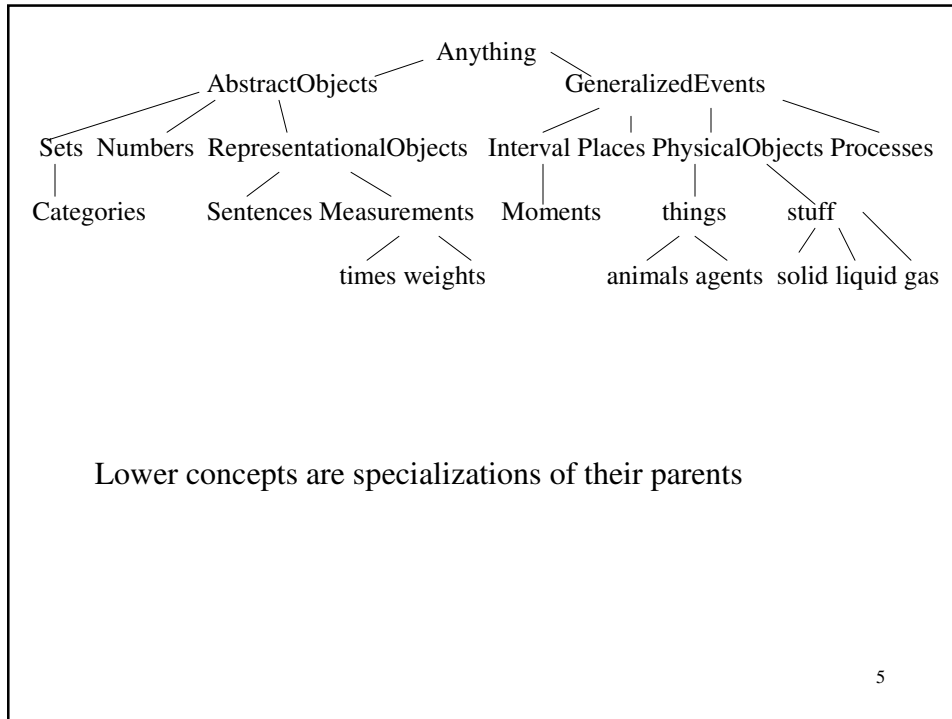 Anything
AbstractObjects GeneralizedEvents
Sets Numbers RepresentationalObjects Interval Places PhysicalObjects Processes
Categories Sentences Measurements Moments things stuff
times weights animals agents solid liquid gas
Lower concepts are specializations of their parents
5